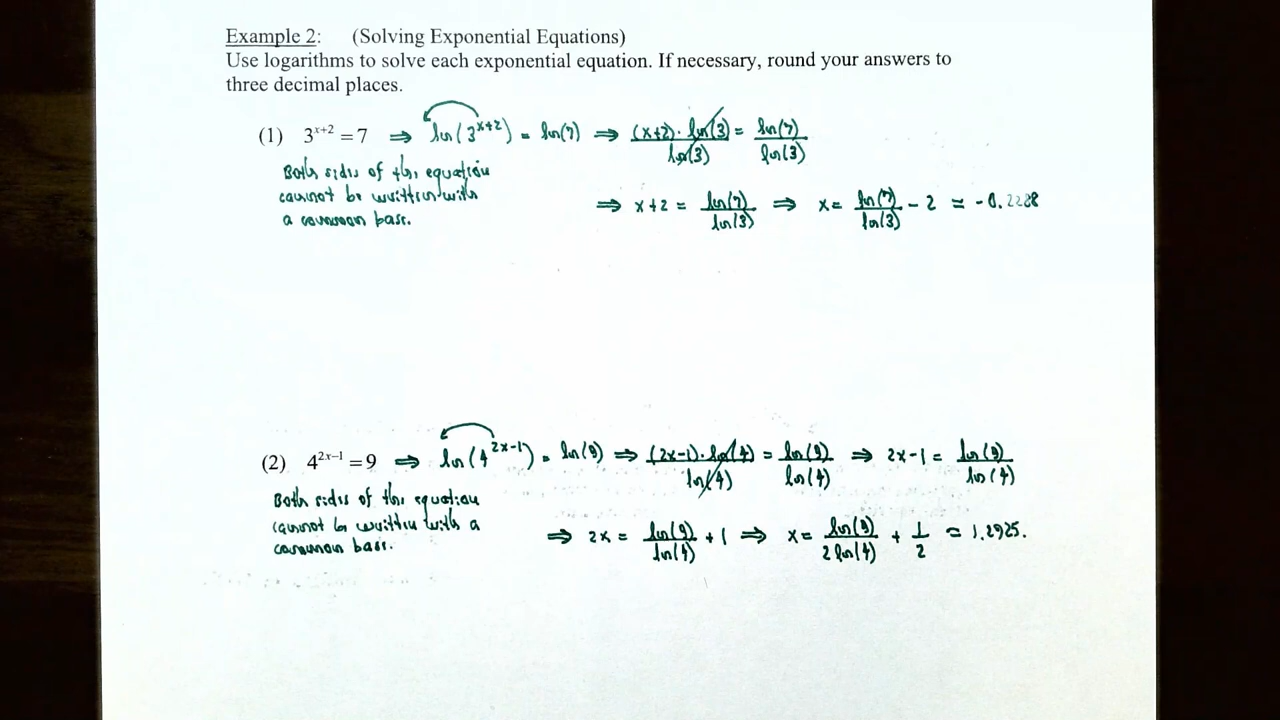 Example 2: (Solving Exponential Equations)
Use logarithms to solve each exponential equation. If necessary, round your answers to
three decimal places.
(1) 3^{x+2} = 7 ⇒ ln(3^{x+2}) = ln(7) ⇒ (x+2)·ln(3)/ln(3) = ln(7)/ln(3)
Both sides of the equation
cannot be written with
a common base.
⇒ x+2 = ln(7)/ln(3) ⇒ x = ln(7)/ln(3) - 2 ≈ -0.2288
(2) 4^{2x-1} = 9 ⇒ ln(4^{2x-1}) = ln(9) ⇒ (2x-1)·ln(4)/ln(4) = ln(9)/ln(4) ⇒ 2x-1 = ln(9)/ln(4)
Both sides of the equation
cannot be written with a
common base.
⇒ 2x = ln(9)/ln(4) + 1 ⇒ x = ln(9)/2ln(4) + 1/2 ≈ 1.2925.